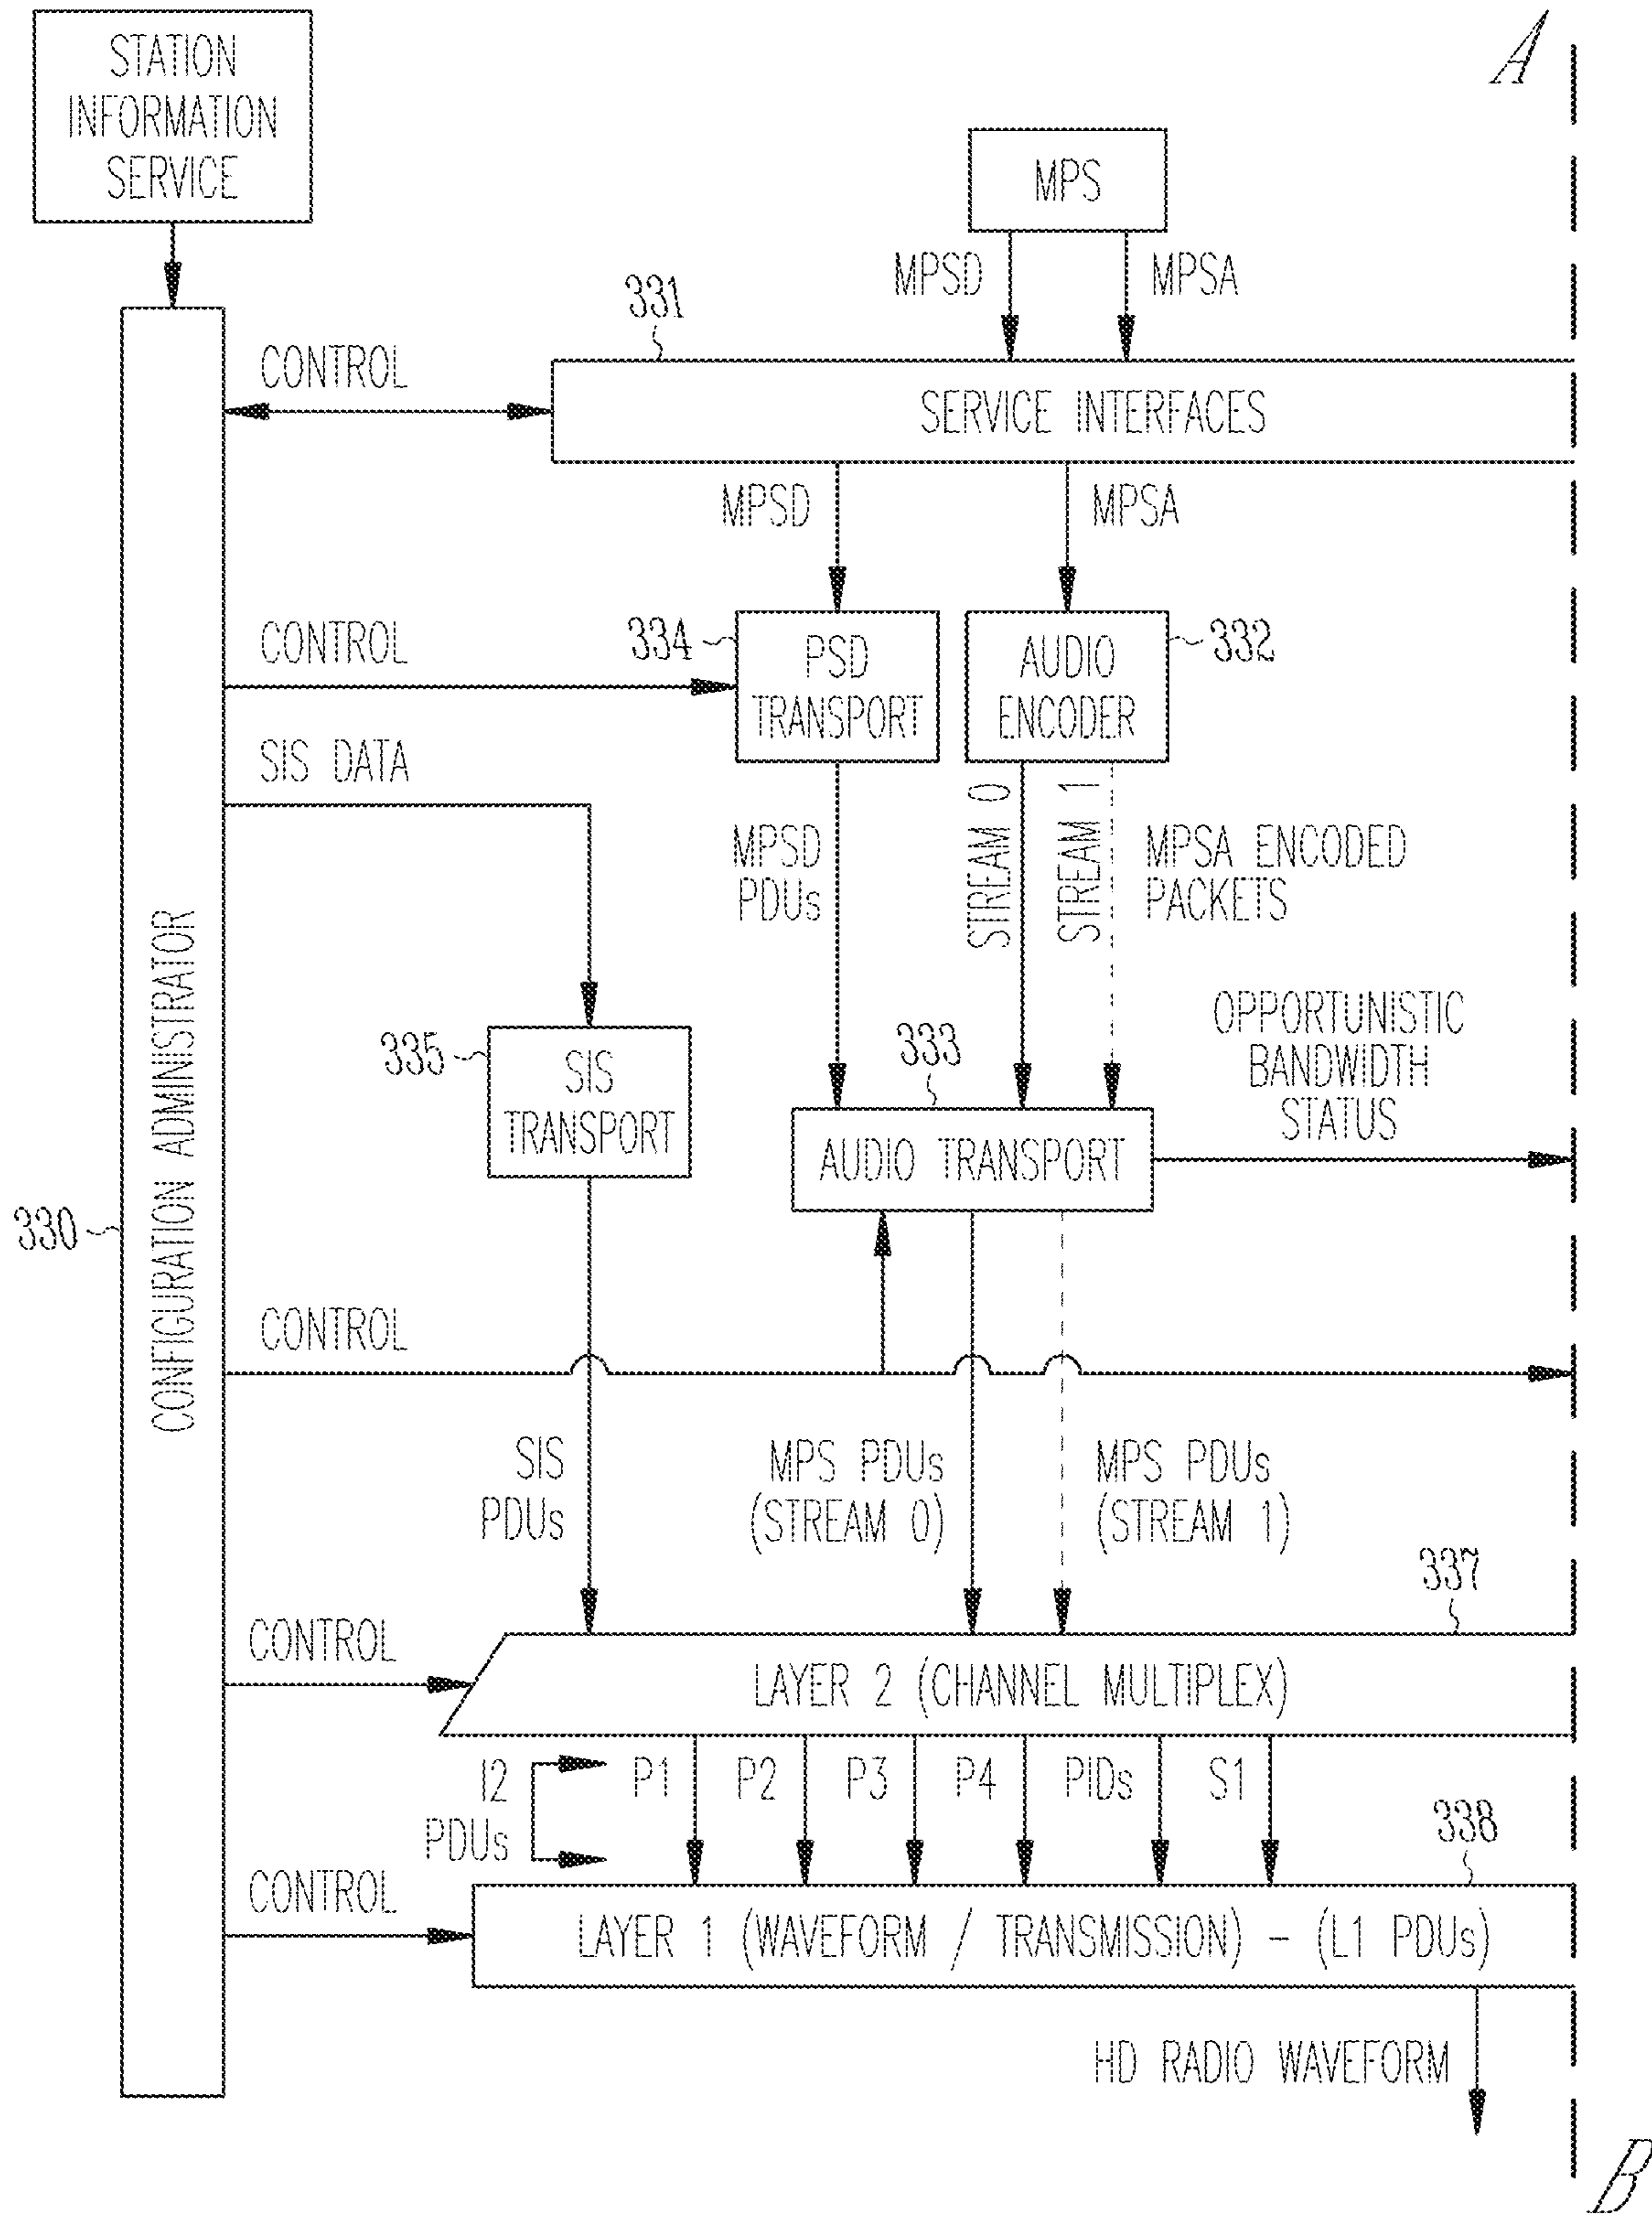 STATION
INFORMATION
SERVICE
A
MPS
MPSD
MPSA
331
CONTROL
SERVICE INTERFACES
MPSD
MPSA
CONTROL
334
PSD
TRANSPORT
AUDIO
ENCODER
332
SIS DATA
MPSD
PDUs
STREAM 0
STREAM 1
MPSA ENCODED
PACKETS
335
SIS
TRANSPORT
333
AUDIO TRANSPORT
OPPORTUNISTIC
BANDWIDTH
STATUS
330
CONFIGURATION ADMINISTRATOR
CONTROL
SIS
PDUs
MPS PDUs
(STREAM 0)
MPS PDUs
(STREAM 1)
337
CONTROL
LAYER 2 (CHANNEL MULTIPLEX)
I2
PDUs
P1
P2
P3
P4
PIDs
S1
338
CONTROL
LAYER 1 (WAVEFORM / TRANSMISSION) - (L1 PDUs)
HD RADIO WAVEFORM
B